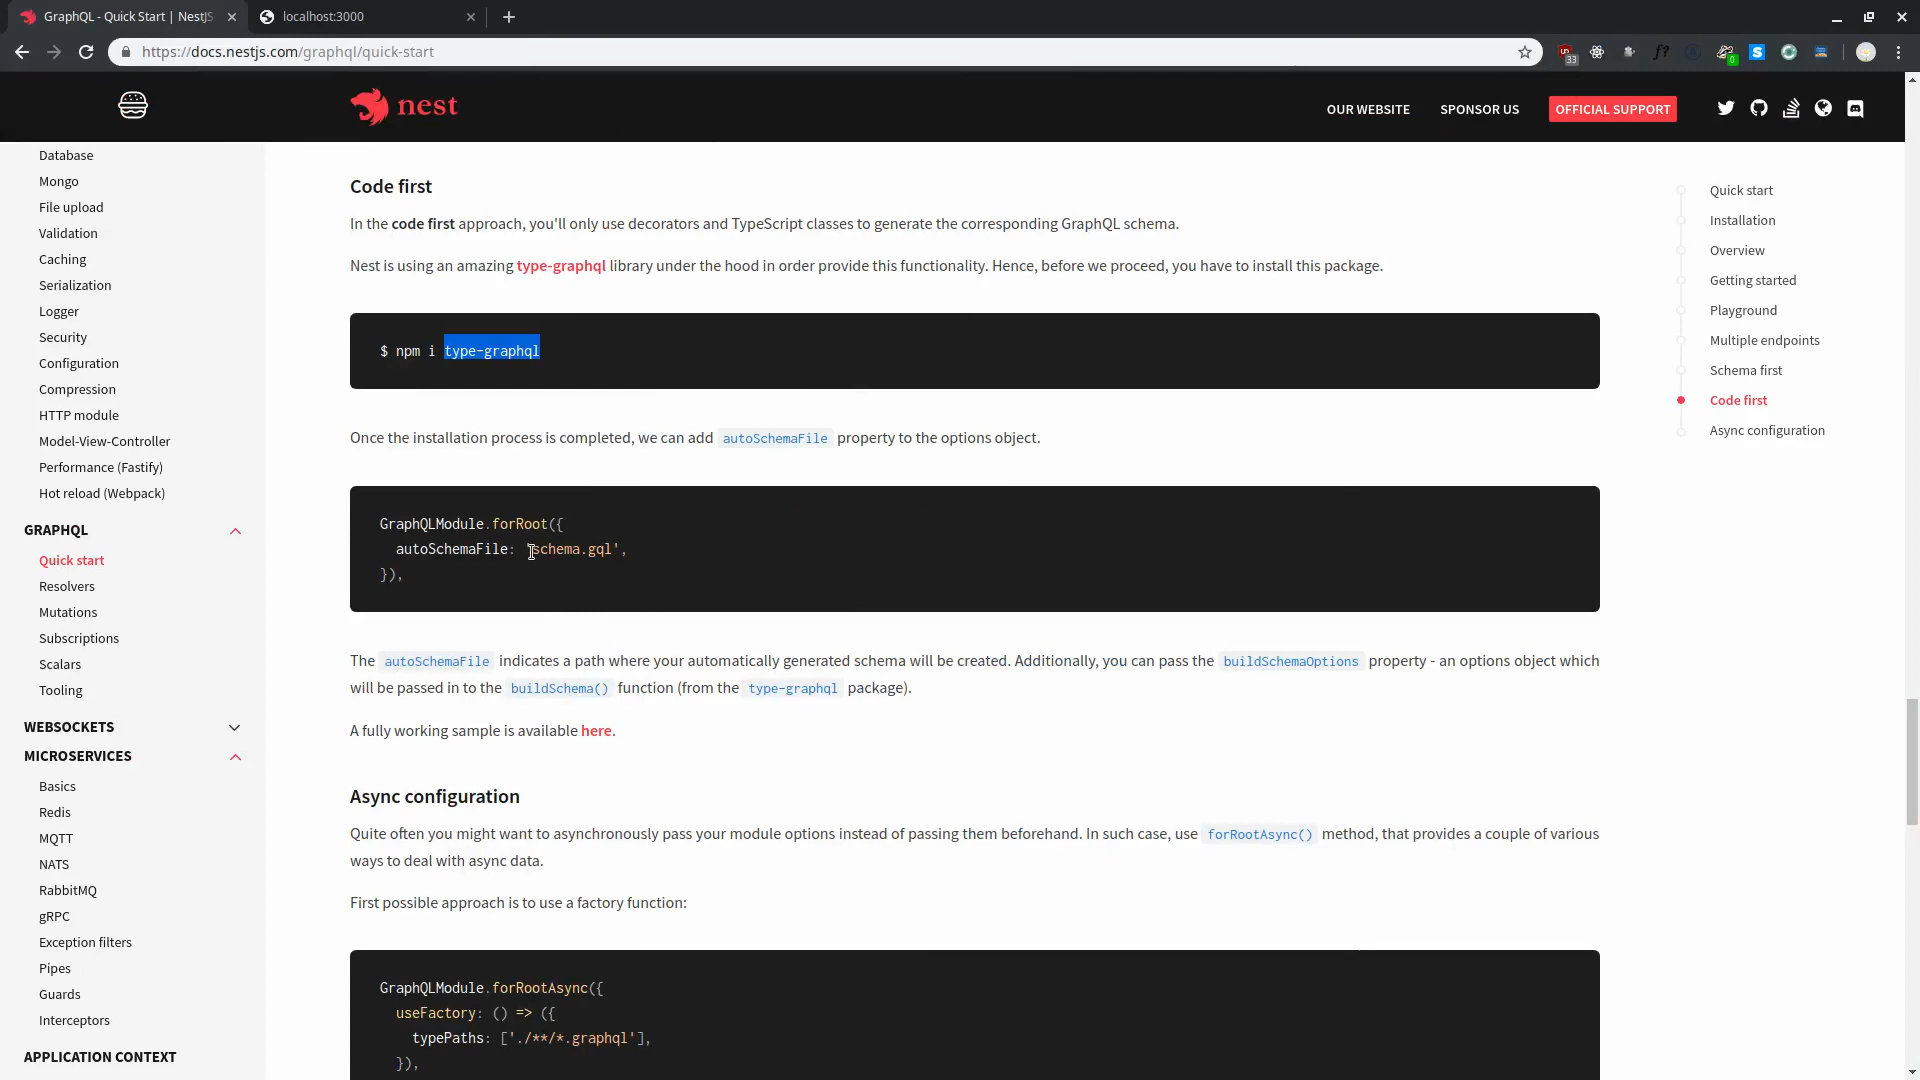 GraphQL - Quick Start | NestJS
localhost:3000
https://docs.nestjs.com/graphql/quick-start
33
f?
0
S
nest
OUR WEBSITE
SPONSOR US
OFFICIAL SUPPORT
Database
Mongo
File upload
Validation
Caching
Serialization
Logger
Security
Configuration
Compression
HTTP module
Model-View-Controller
Performance (Fastify)
Hot reload (Webpack)
GRAPHQL
Quick start
Resolvers
Mutations
Subscriptions
Scalars
Tooling
WEBSOCKETS
MICROSERVICES
Basics
Redis
MQTT
NATS
RabbitMQ
gRPC
Exception filters
Pipes
Guards
Interceptors
APPLICATION CONTEXT
Code first
In the code first approach, you'll only use decorators and TypeScript classes to generate the corresponding GraphQL schema.
Nest is using an amazing type-graphql library under the hood in order provide this functionality. Hence, before we proceed, you have to install this package.
$ npm i type-graphql
Once the installation process is completed, we can add autoSchemaFile property to the options object.
GraphQLModule.forRoot({
autoSchemaFile: 'schema.gql',
}),
The autoSchemaFile indicates a path where your automatically generated schema will be created. Additionally, you can pass the buildSchemaOptions property - an options object which
will be passed in to the buildSchema() function (from the type-graphql package).
A fully working sample is available here.
Async configuration
Quite often you might want to asynchronously pass your module options instead of passing them beforehand. In such case, use forRootAsync() method, that provides a couple of various
ways to deal with async data.
First possible approach is to use a factory function:
GraphQLModule.forRootAsync({
useFactory: () => ({
typePaths: ['./**/*.graphql'],
}),
Quick start
Installation
Overview
Getting started
Playground
Multiple endpoints
Schema first
Code first
Async configuration